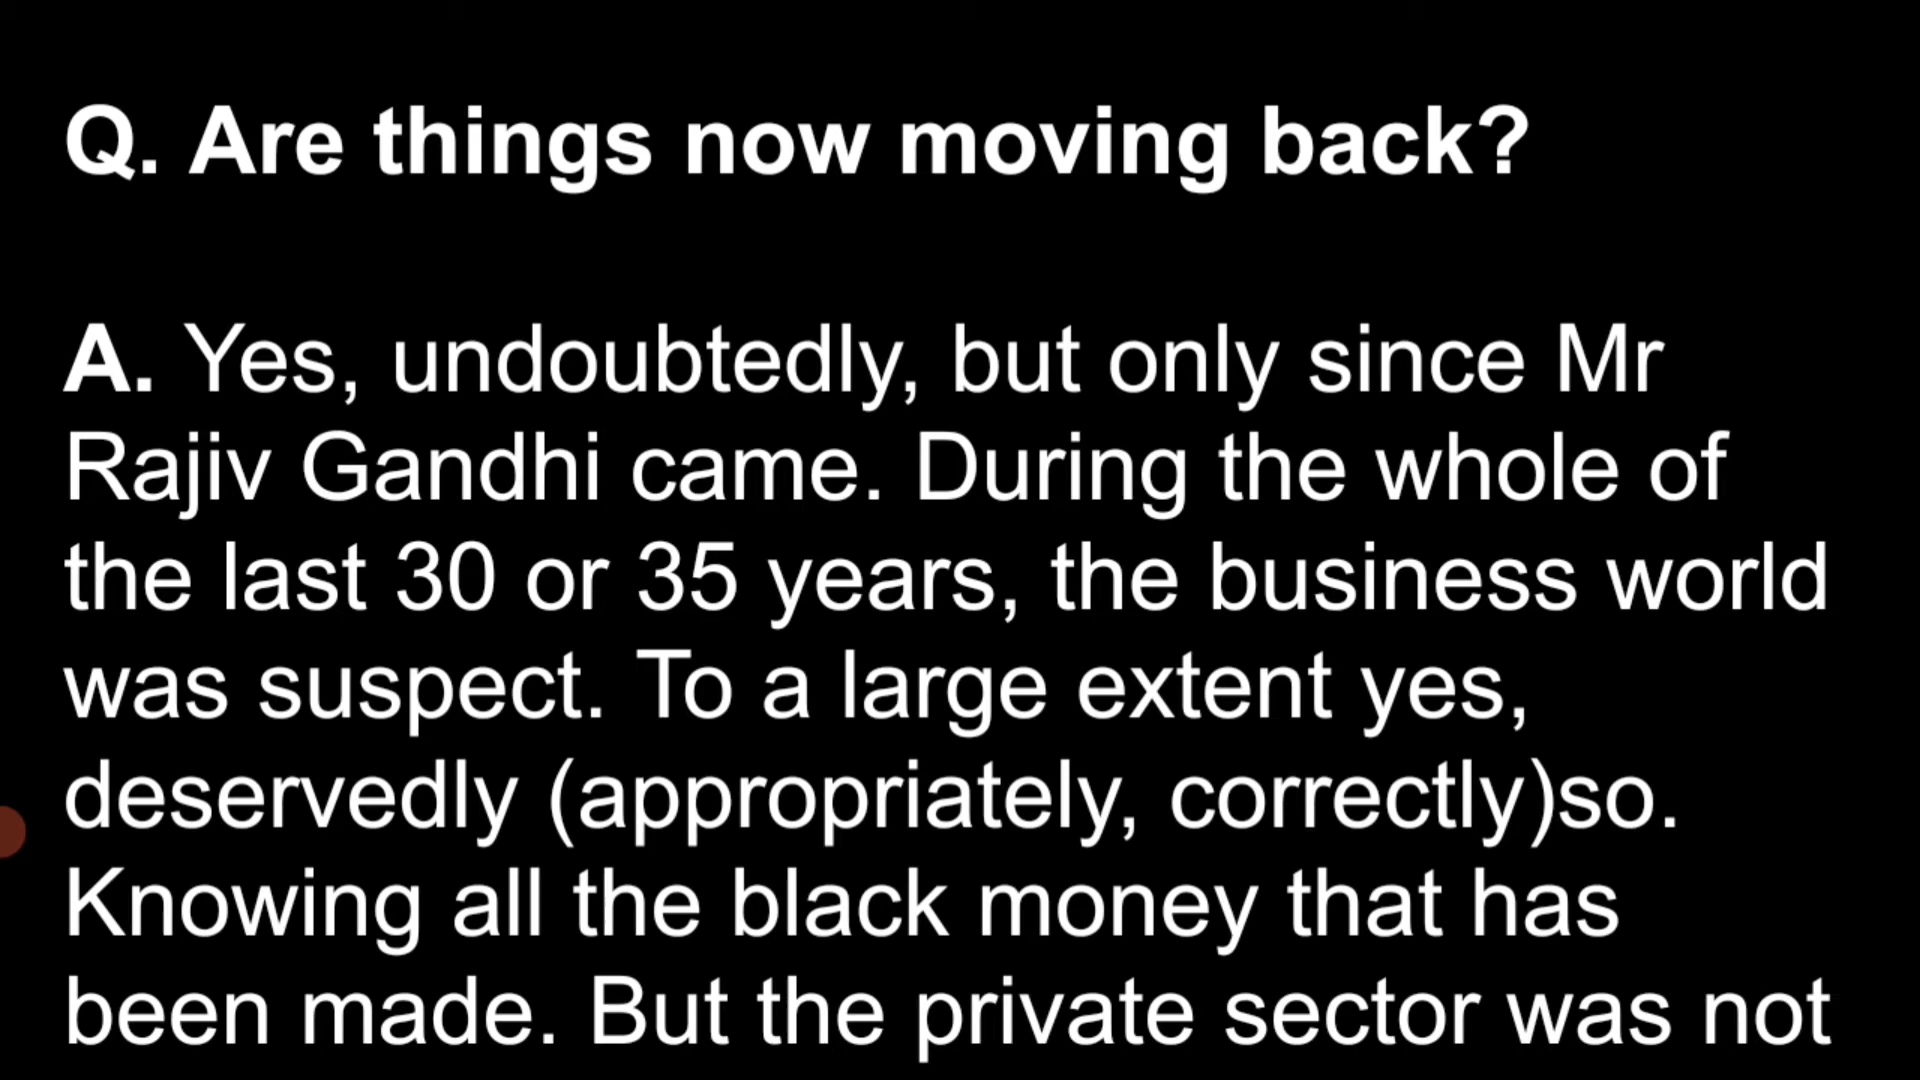 Q. Are things now moving back?
A. Yes, undoubtedly, but only since Mr
Rajiv Gandhi came. During the whole of
the last 30 or 35 years, the business world
was suspect. To a large extent yes,
deservedly (appropriately, correctly)so.
Knowing all the black money that has
been made. But the private sector was not